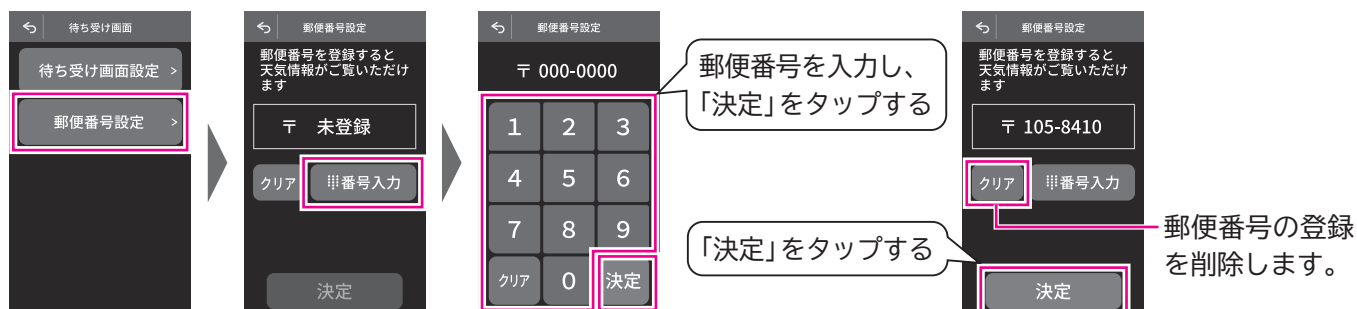 待ち受け画面
待ち受け画面設定 >
郵便番号設定 >
郵便番号設定
郵便番号を登録すると
天気情報がご覧いただけ
ます
〒 未登録
クリア
番号入力
決定
郵便番号設定
〒 000-0000
1 2 3
4 5 6
7 8 9
クリア 0 決定
郵便番号を入力し、
「決定」をタップする
「決定」をタップする
郵便番号設定
郵便番号を登録すると
天気情報がご覧いただけ
ます
〒 105-8410
クリア
番号入力
決定
郵便番号の登録
を削除します。